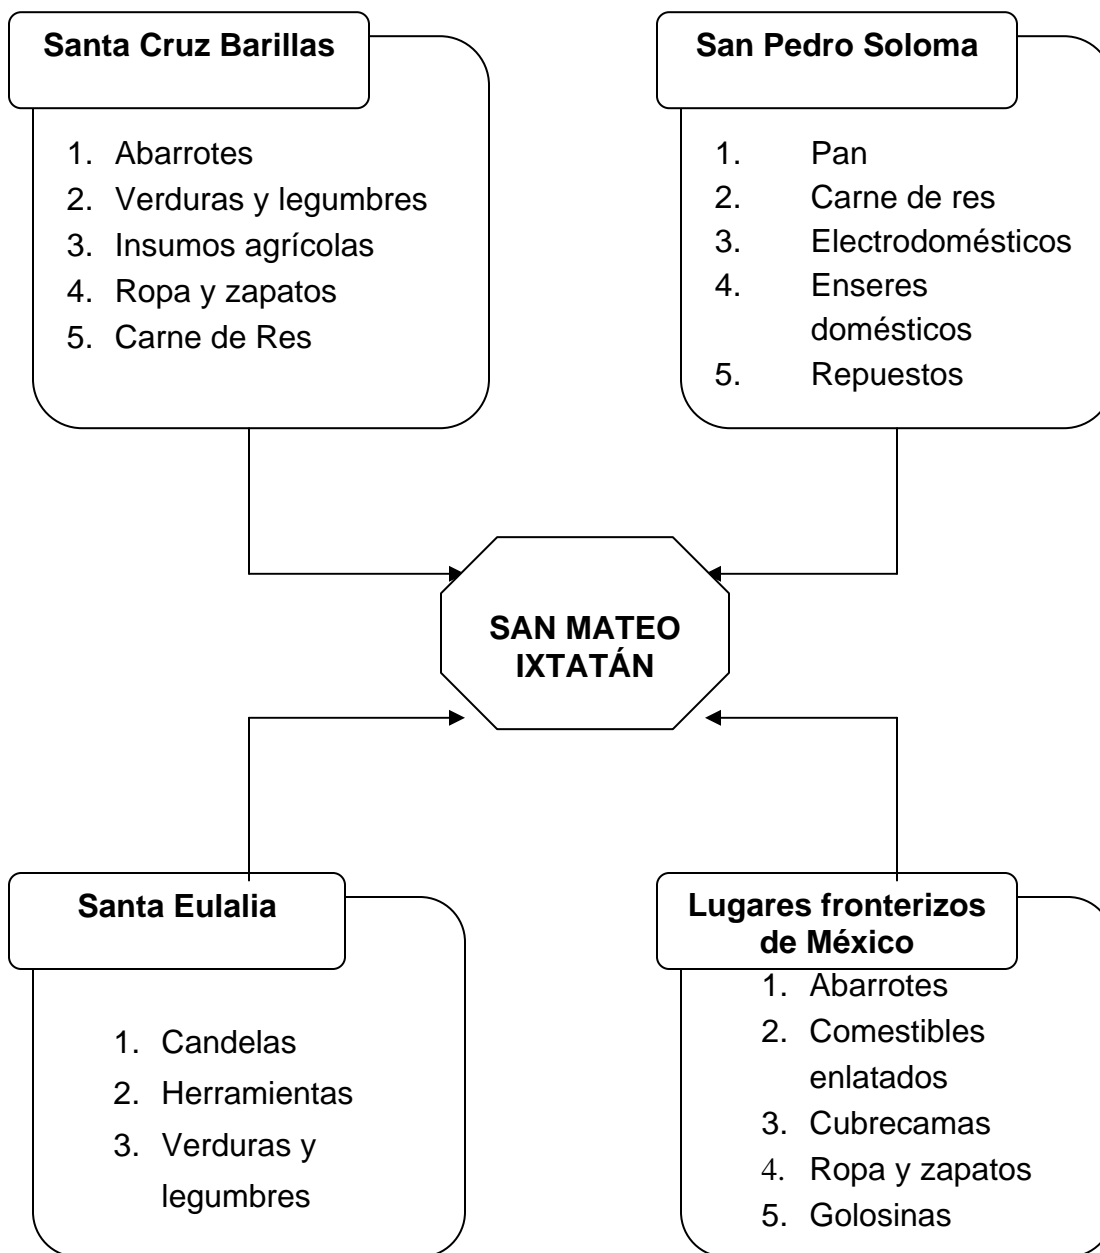 Santa Cruz Barillas
1. Abarrotes
2. Verduras y legumbres
3. Insumos agrícolas
4. Ropa y zapatos
5. Carne de Res
San Pedro Soloma
1. Pan
2. Carne de res
3. Electrodomésticos
4. Enseres
domésticos
5. Repuestos
SAN MATEO
IXTATÁN
Santa Eulalia
1. Candelas
2. Herramientas
3. Verduras y
legumbres
Lugares fronterizos
de México
1. Abarrotes
2. Comestibles
enlatados
3. Cubrecamas
4. Ropa y zapatos
5. Golosinas